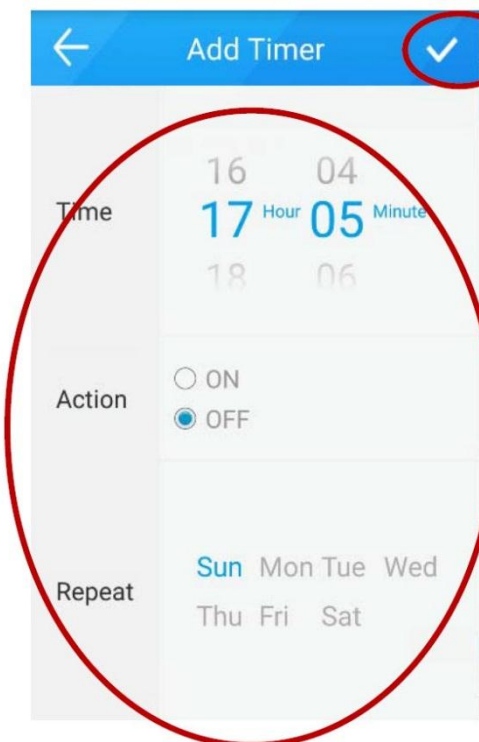 Add Timer
16 04
Time 17 Hour 05 Minute
18 06
Action
ON
OFF
Repeat
Sun Mon Tue Wed
Thu Fri Sat